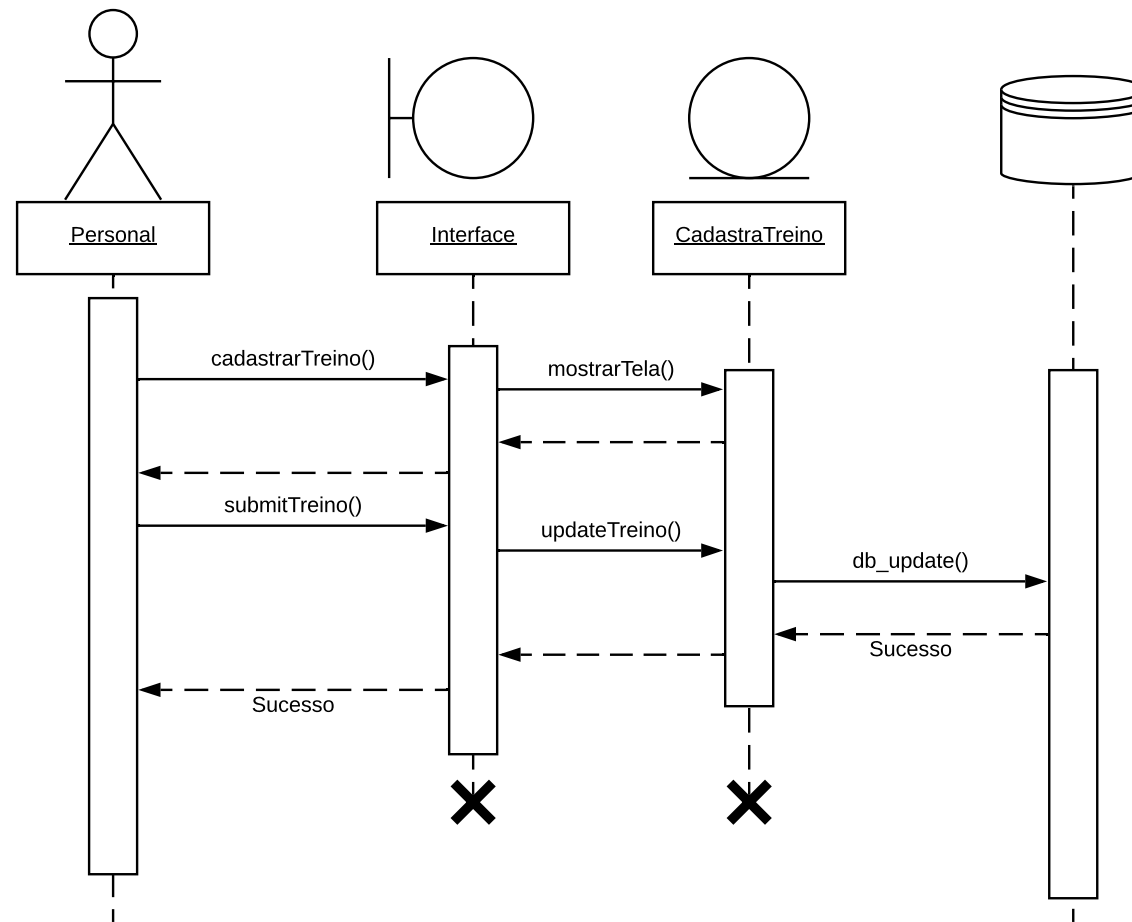 Personal
Interface
CadastraTreino
cadastrarTreino()
mostrarTela()
submitTreino()
updateTreino()
db_update()
Sucesso
Sucesso